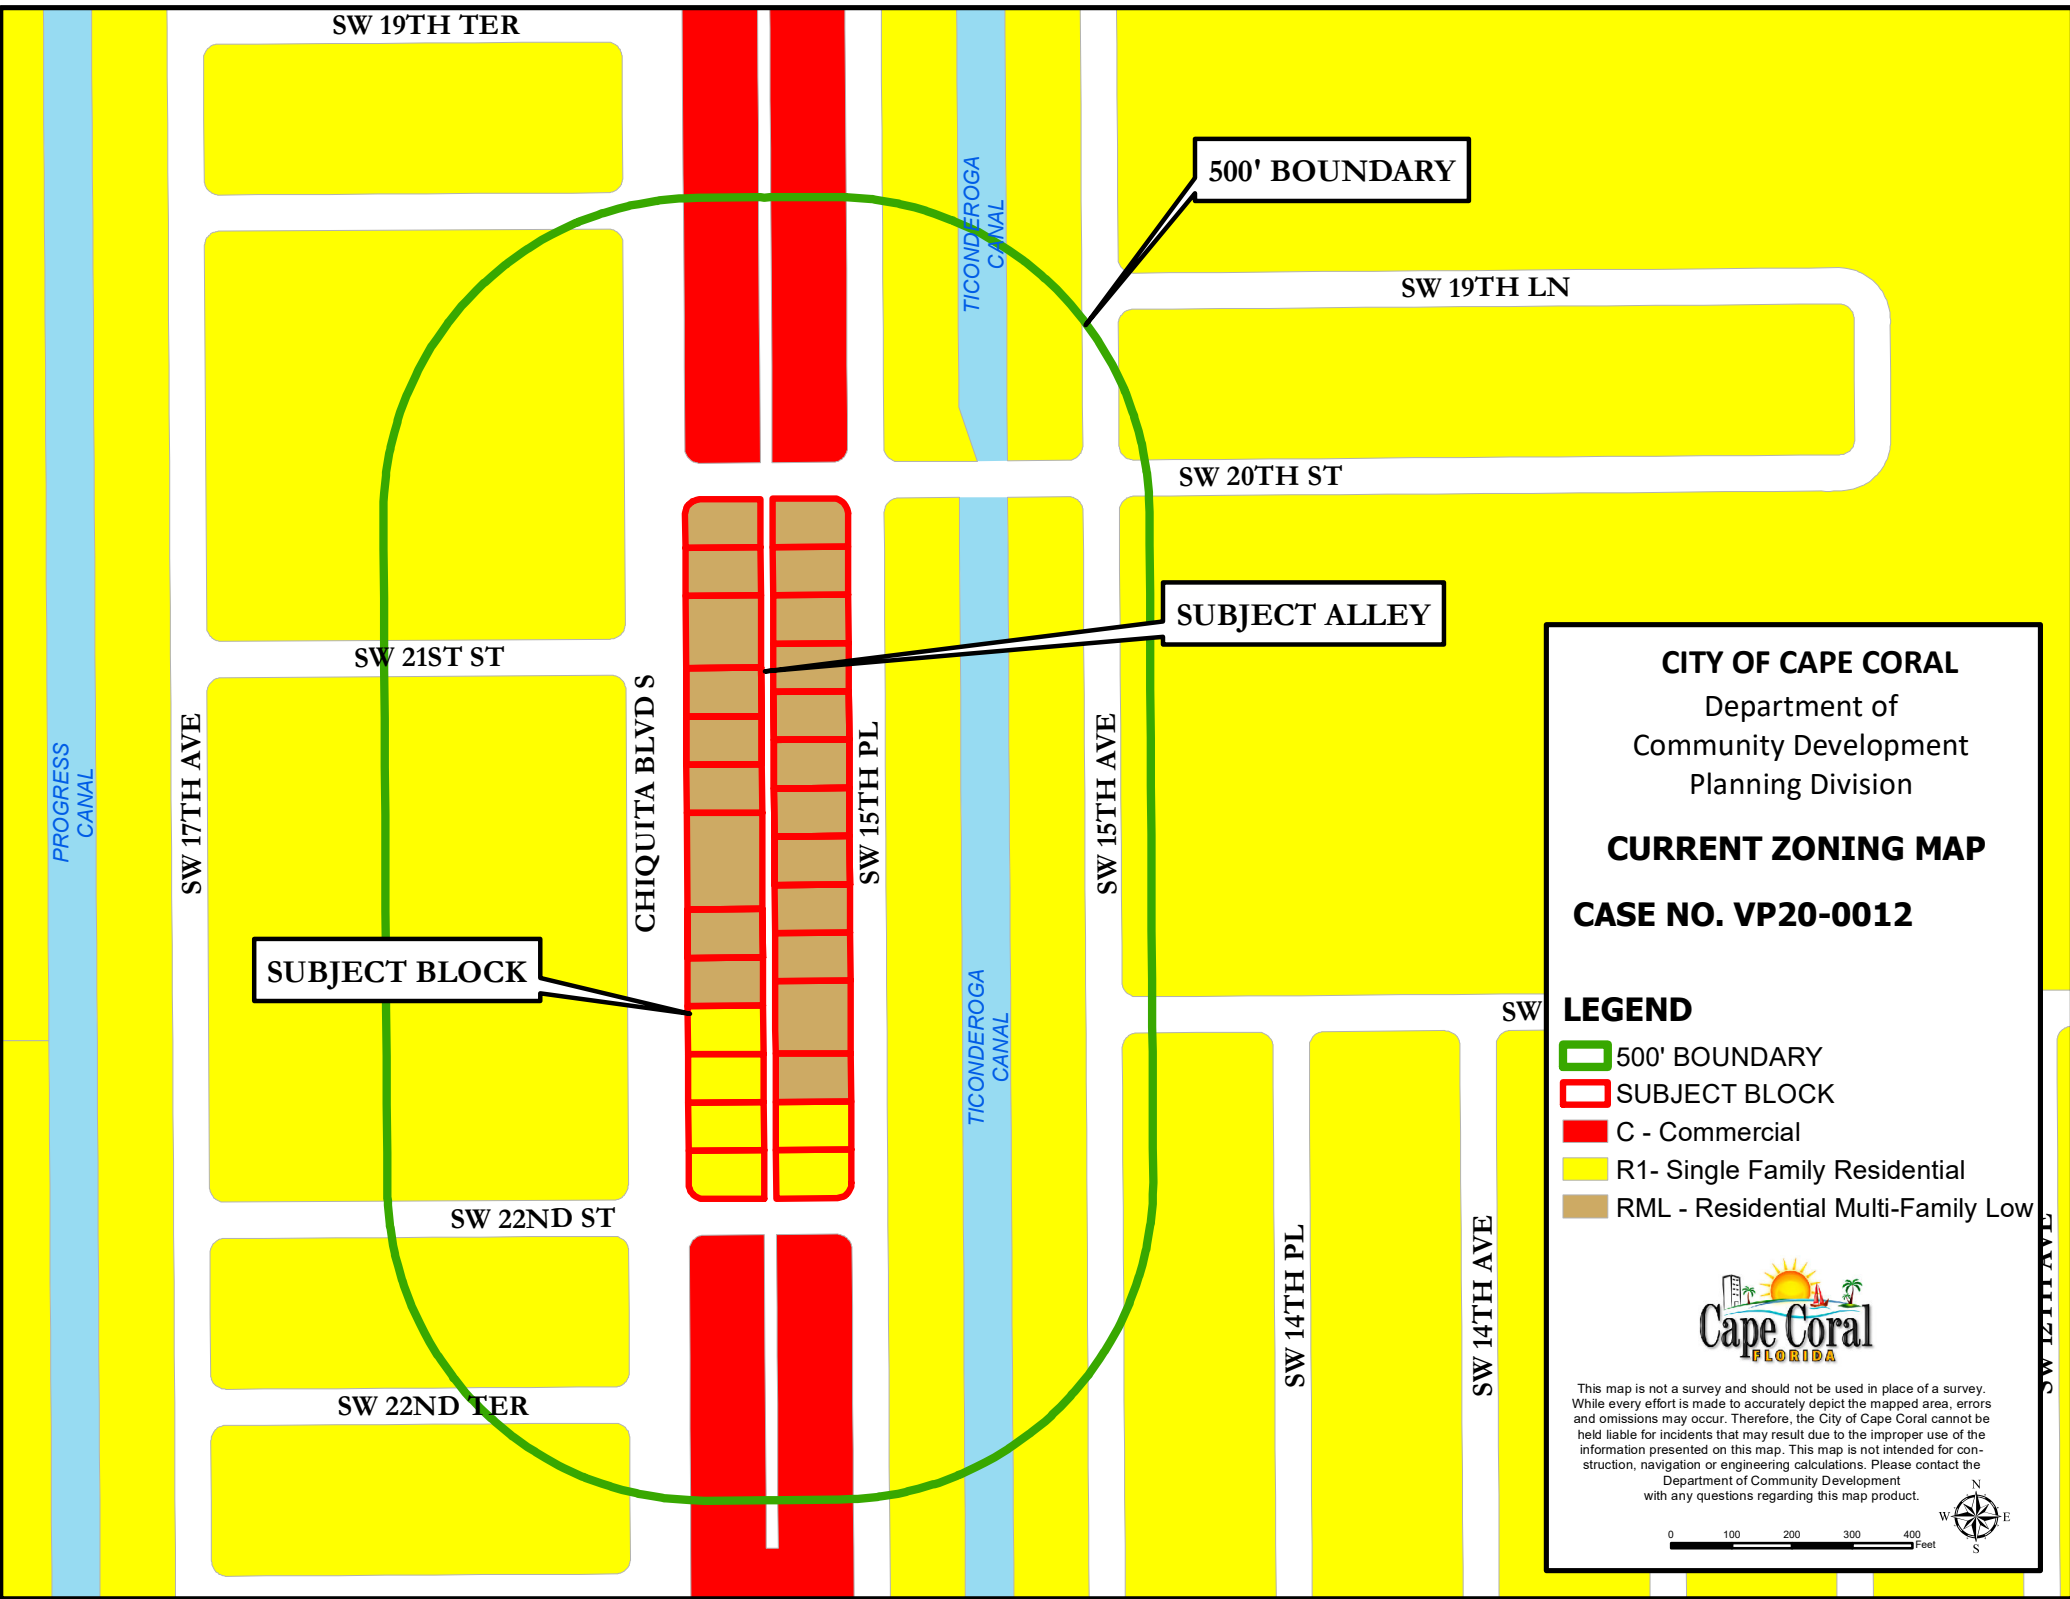 SW 19TH TER
500' BOUNDARY
TICONDEROGA
CANAL
SW 19TH LN
SW 20TH ST
SUBJECT ALLEY
SW 21ST ST
CHIQUITA BLVD S
SW 17TH AVE
SW 15TH PL
SW 15TH AVE
PROGRESS
CANAL
SUBJECT BLOCK
TICONDEROGA
CANAL
SW
SW 22ND ST
SW 14TH PL
SW 14TH AVE
SW 12TH AVE
SW 22ND TER
CITY OF CAPE CORAL
Department of
Community Development
Planning Division
CURRENT ZONING MAP
CASE NO. VP20-0012
LEGEND
500' BOUNDARY
SUBJECT BLOCK
C - Commercial
R1- Single Family Residential
RML - Residential Multi-Family Low
Cape Coral
FLORIDA
This map is not a survey and should not be used in place of a survey.
While every effort is made to accurately depict the mapped area, errors
and omissions may occur. Therefore, the City of Cape Coral cannot be
held liable for incidents that may result due to the improper use of the
information presented on this map. This map is not intended for con-
struction, navigation or engineering calculations. Please contact the
Department of Community Development
with any questions regarding this map product.
N
W E
S
0 100 200 300 400
Feet